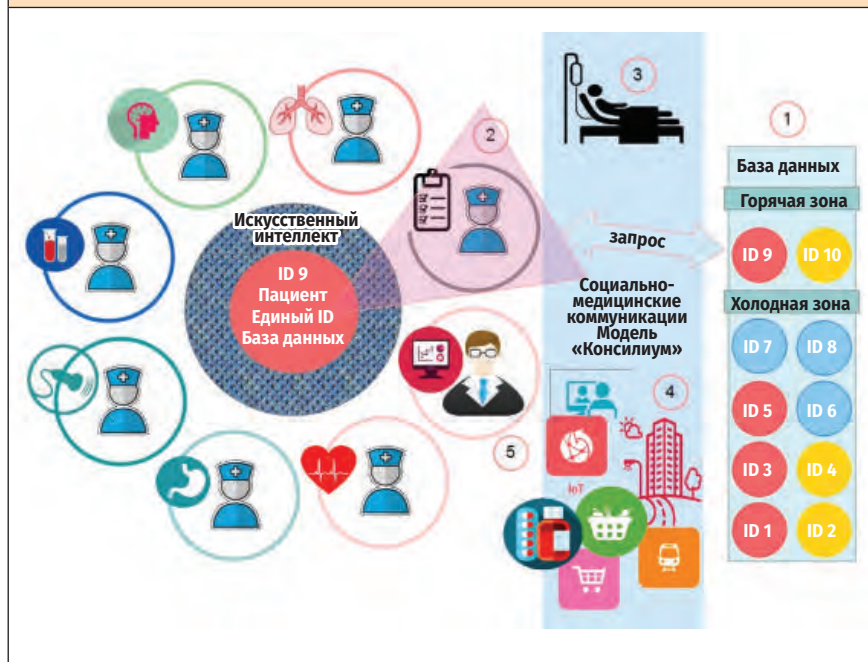 2
3
1
База данных
Горячая зона
Искусственный
интеллект
запрос
ID 9
ID 10
ID 9
Пациент
Единый ID
База данных
Социально-
медицинские
коммуникации
Модель
«Консилиум»
Холодная зона
ID 7
ID 8
4
ID 5
ID 6
5
IoT
ID 3
ID 4
ID 1
ID 2